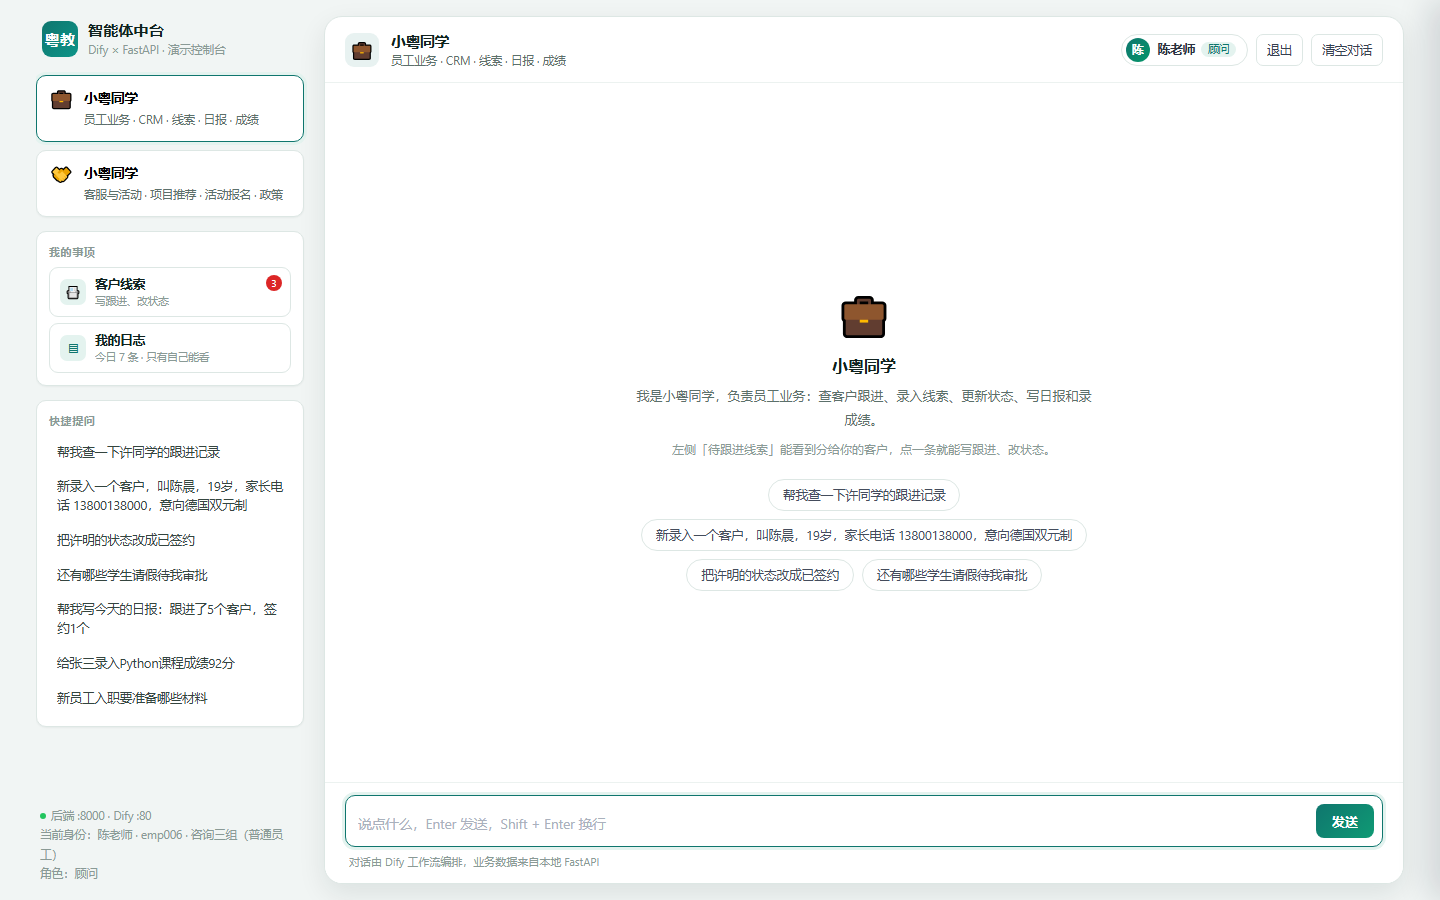 粤教
智能体中台
Dify × FastAPI · 演示控制台
小粤同学
员工业务 · CRM · 线索 · 日报 · 成绩
小粤同学
客服与活动 · 项目推荐 · 活动报名 · 政策
我的事项
客户线索
写跟进、改状态
3
我的日志
今日 7 条 · 只有自己能看
快捷提问
帮我查一下许同学的跟进记录
新录入一个客户，叫陈晨，19岁，家长电
话 13800138000，意向德国双元制
把许明的状态改成已签约
还有哪些学生请假待我审批
帮我写今天的日报：跟进了5个客户，签
约1个
给张三录入Python课程成绩92分
新员工入职要准备哪些材料
后端 :8000 · Dify :80
当前身份：陈老师 · emp006 · 咨询三组（普通员
工）
角色：顾问
小粤同学
员工业务 · CRM · 线索 · 日报 · 成绩
陈 陈老师 顾问
退出
清空对话
小粤同学
我是小粤同学，负责员工业务：查客户跟进、录入线索、更新状态、写日报和录
成绩。
左侧「待跟进线索」能看到分给你的客户，点一条就能写跟进、改状态。
帮我查一下许同学的跟进记录
新录入一个客户，叫陈晨，19岁，家长电话 13800138000，意向德国双元制
把许明的状态改成已签约
还有哪些学生请假待我审批
说点什么，Enter 发送，Shift + Enter 换行
发送
对话由 Dify 工作流编排，业务数据来自本地 FastAPI